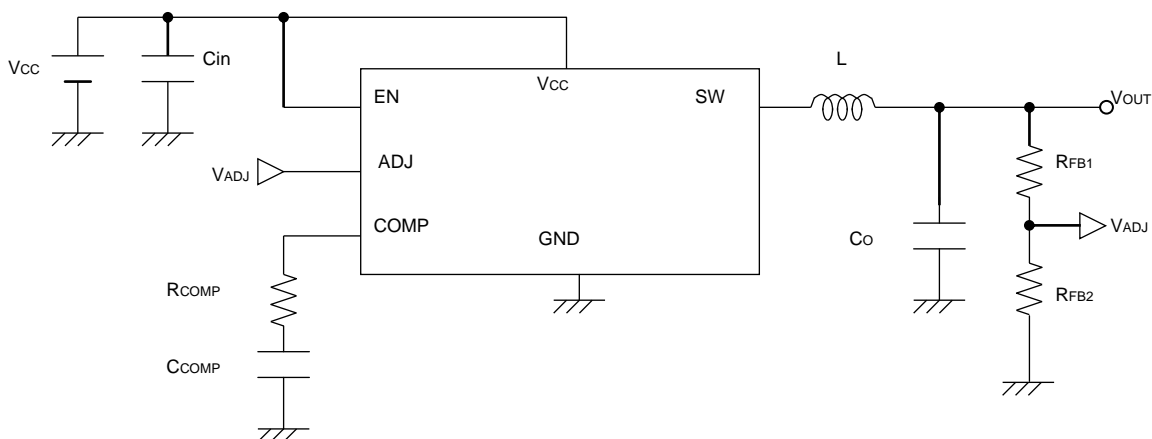 Cin
L
VCC
VCC
EN
SW
VOUT
ADJ
RFB1
VADJ
COMP
VADJ
GND
CO
RCOMP
RFB2
CCOMP